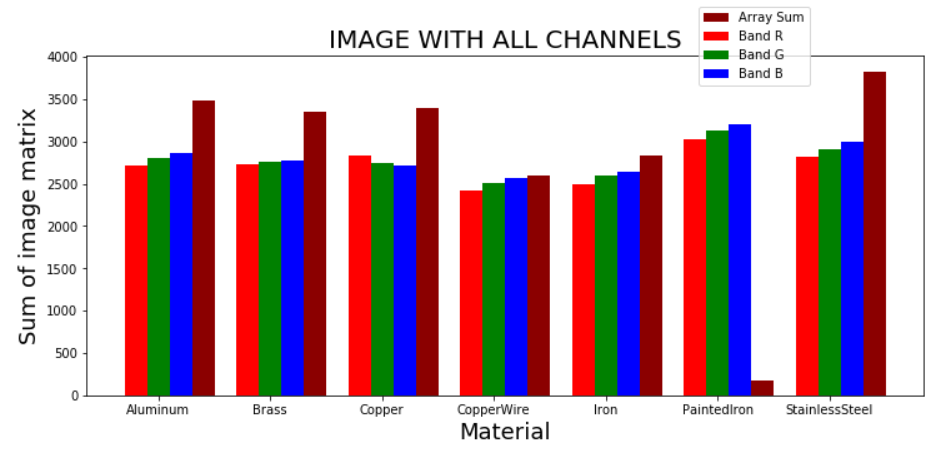 IMAGE WITH ALL CHANNELS
Array Sum
Band R
Band G
Band B
Sum of image matrix
4000
3500
3000
2500
2000
1500
1000
500
0
Aluminum Brass Copper CopperWire Iron PaintedIron StainlessSteel
Material